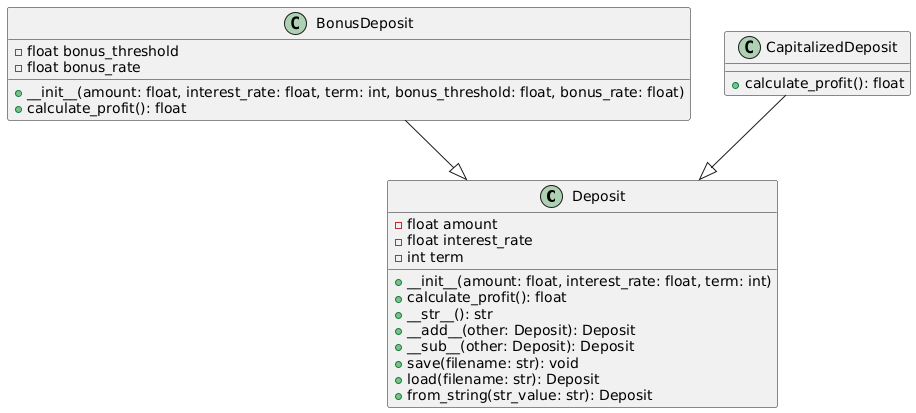 C BonusDeposit
float bonus_threshold
float bonus_rate
__init__(amount: float, interest_rate: float, term: int, bonus_threshold: float, bonus_rate: float)
calculate_profit(): float
C CapitalizedDeposit
calculate_profit(): float
C Deposit
float amount
float interest_rate
int term
__init__(amount: float, interest_rate: float, term: int)
calculate_profit(): float
__str__(): str
__add__(other: Deposit): Deposit
__sub__(other: Deposit): Deposit
save(filename: str): void
load(filename: str): Deposit
from_string(str_value: str): Deposit